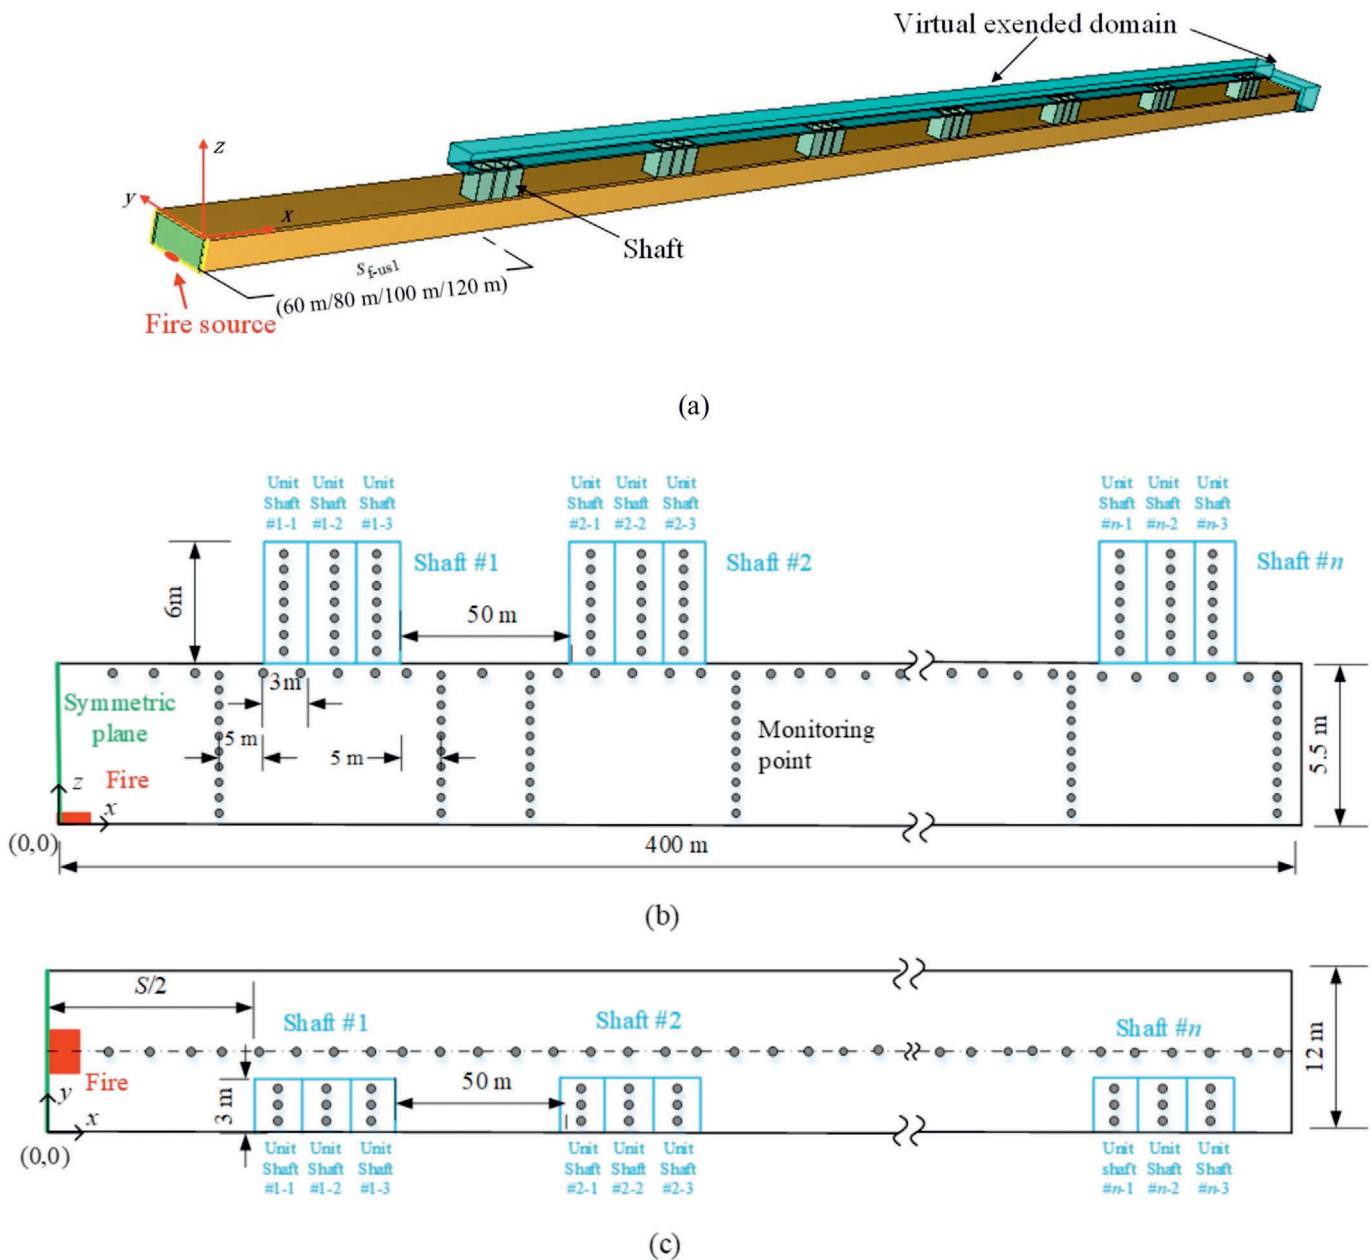 Virtual exended domain
z
y
x
Shaft
S f-us1
(60 m/80 m/100 m/120 m)
Fire source
(a)
Unit Shaft #1-1
Unit Shaft #1-2
Unit Shaft #1-3
Unit Shaft #2-1
Unit Shaft #2-2
Unit Shaft #2-3
Unit Shaft #n-1
Unit Shaft #n-2
Unit Shaft #n-3
Shaft #1
Shaft #2
Shaft #n
6m
50 m
3m
Symmetric
plane
5 m
5 m
Monitoring
point
5.5 m
Fire
z
x
(0,0)
400 m
(b)
S/2
Shaft #1
Shaft #2
Shaft #n
12 m
Fire
3 m
50 m
y
x
(0,0)
Unit Shaft #1-1
Unit Shaft #1-2
Unit Shaft #1-3
Unit Shaft #2-1
Unit Shaft #2-2
Unit Shaft #2-3
Unit shaft #n-1
Unit Shaft #n-2
Unit Shaft #n-3
(c)